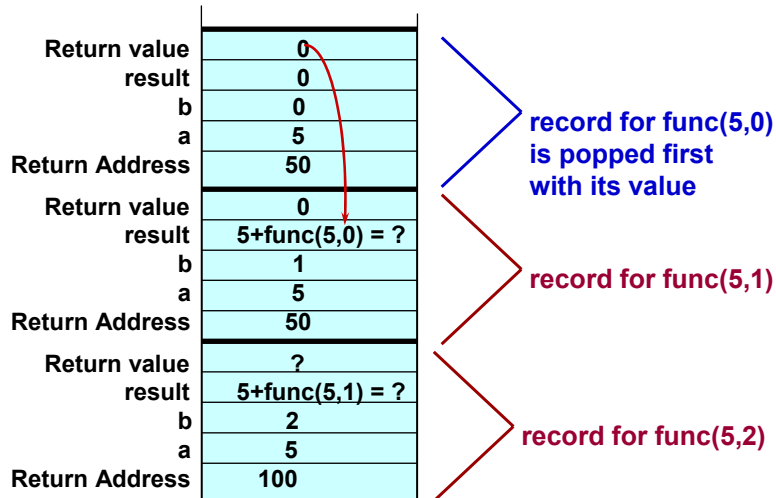 Return value 0
result 0
b 0
a 5
Return Address 50
record for func(5,0)
is popped first
with its value
Return value 0
result 5+func(5,0) = ?
b 1
a 5
Return Address 50
record for func(5,1)
Return value ?
result 5+func(5,1) = ?
b 2
a 5
Return Address 100
record for func(5,2)